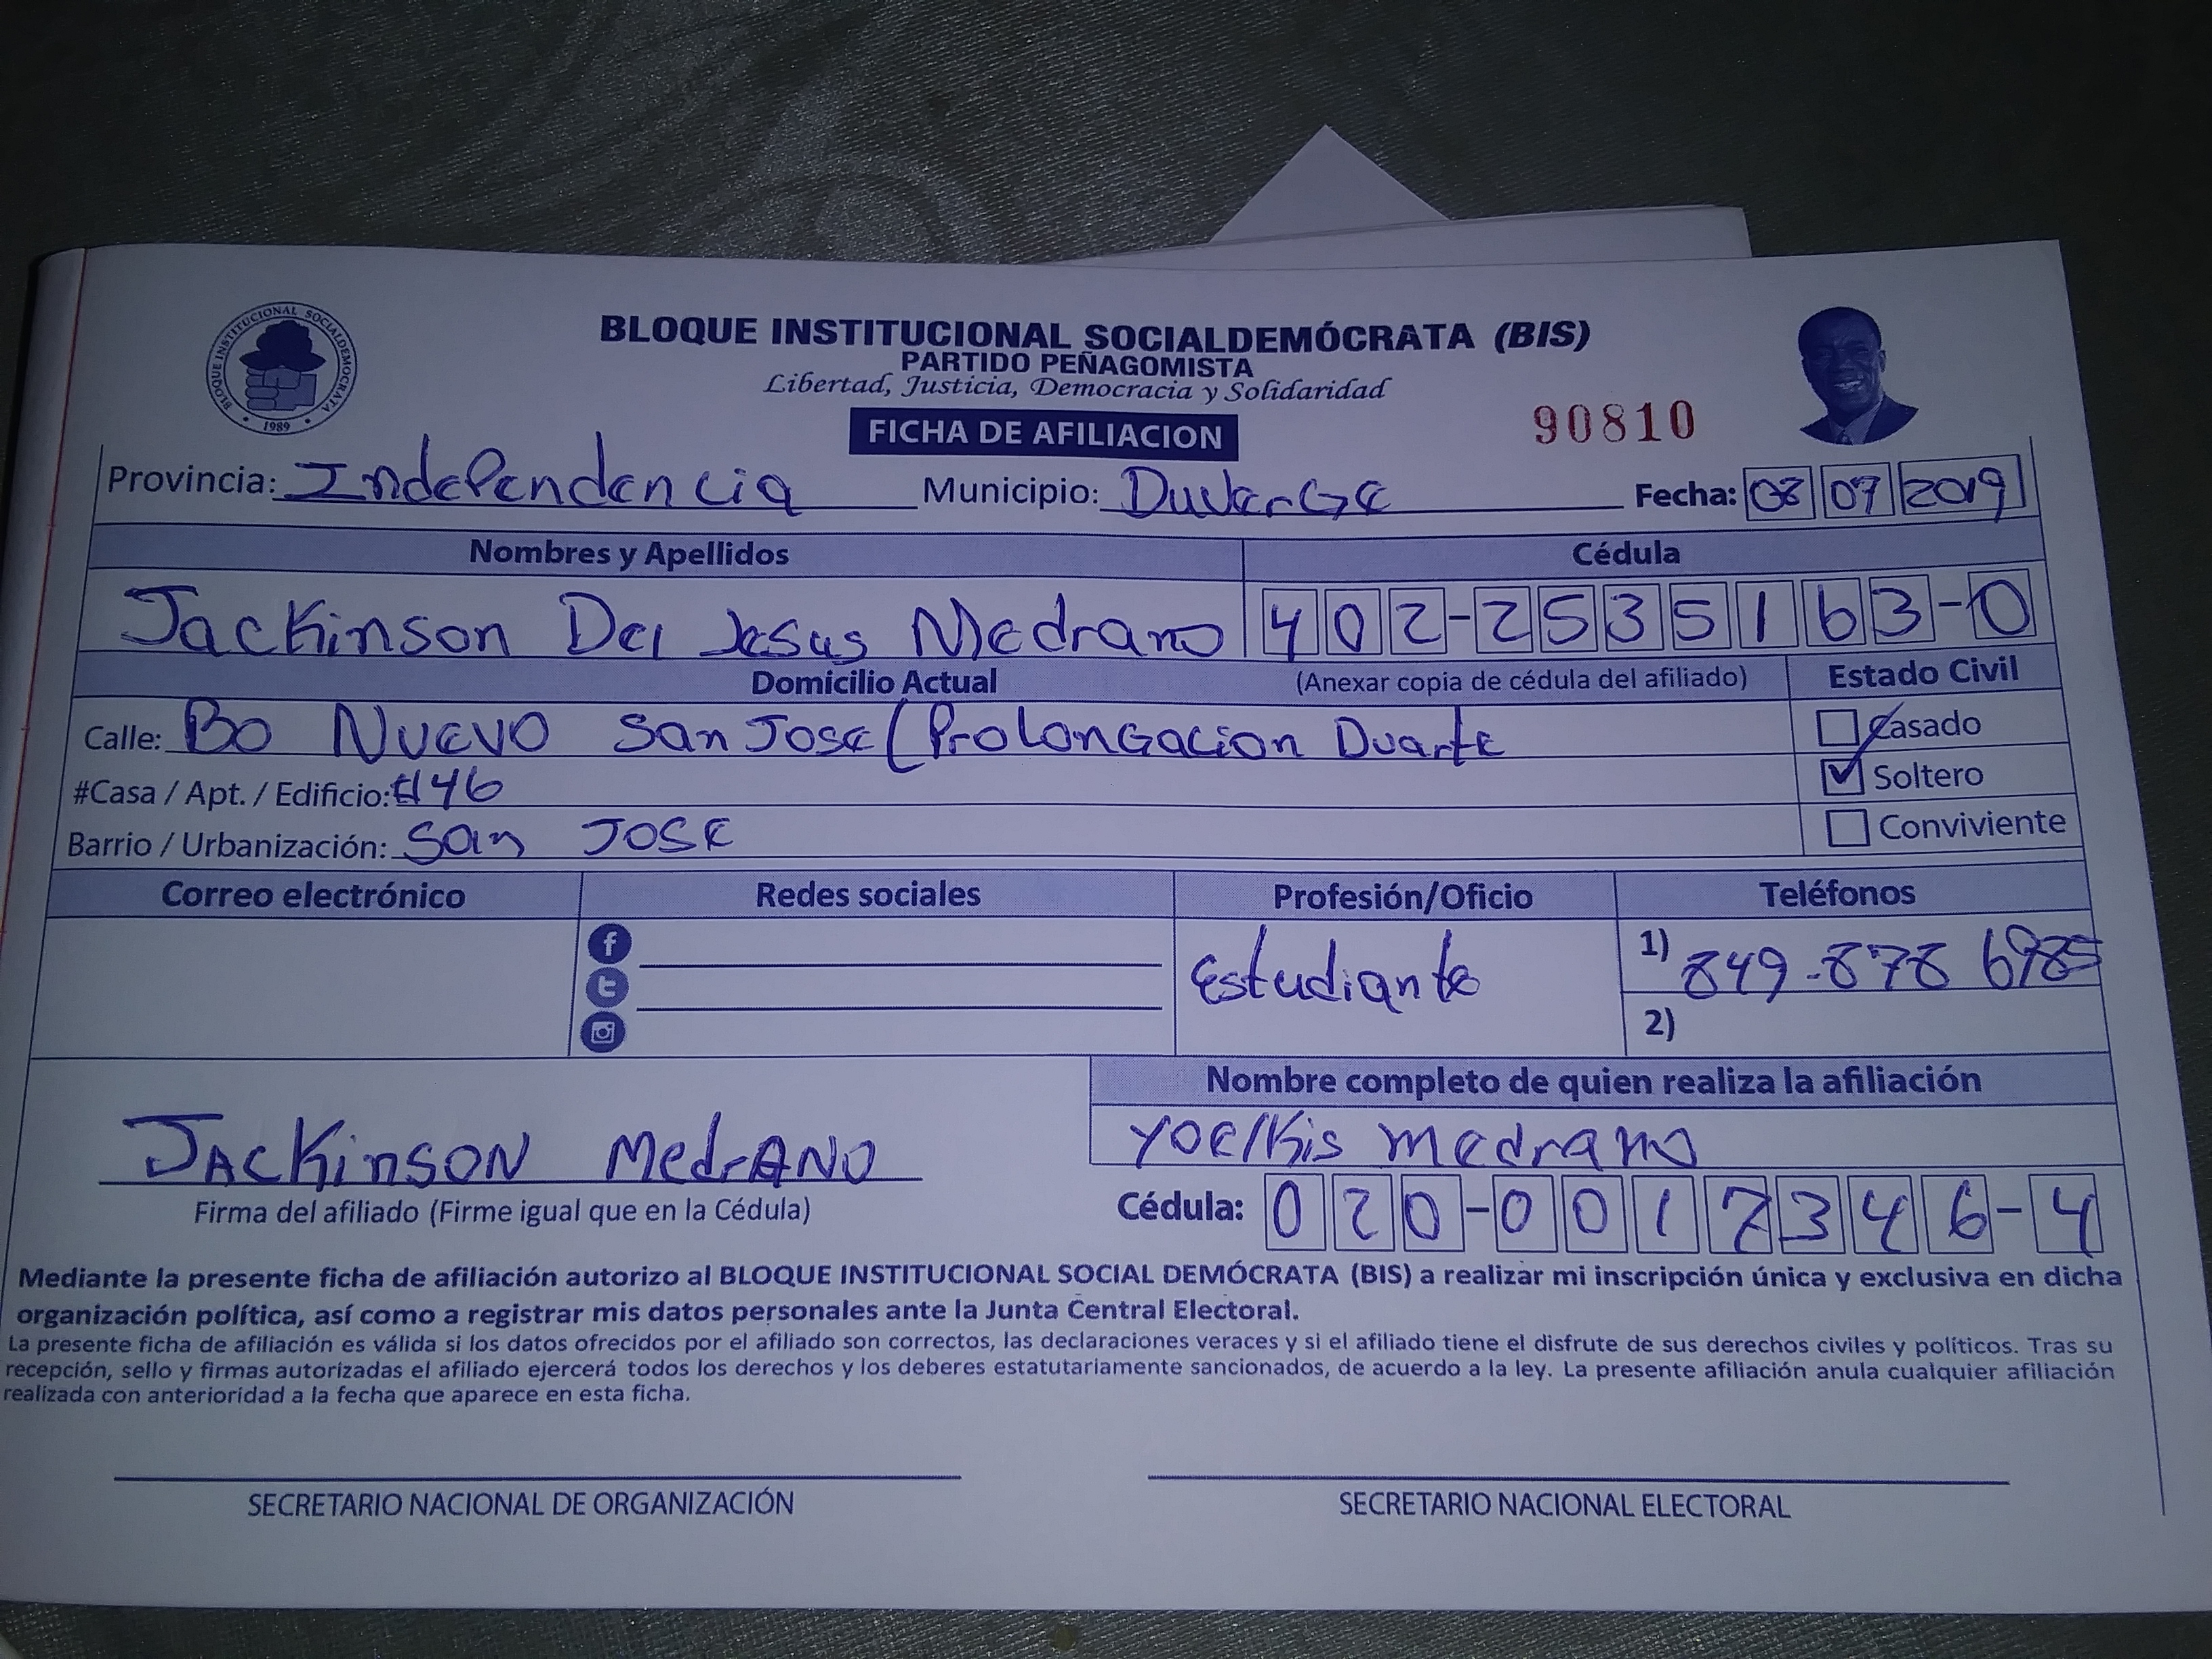 BLOQUE INSTITUCIONAL SOCIALDEMÓCRATA
1989
BLOQUE INSTITUCIONAL SOCIALDEMÓCRATA (BIS)
PARTIDO PEÑAGOMISTA
Libertad, Justicia, Democracia y Solidaridad
FICHA DE AFILIACION
90810
Provincia: Independencia Municipio: DuverGe Fecha: 08 07 2019
Nombres y Apellidos Cédula
Jackinson Del Jesus Medrano 402-2535163-0
Domicilio Actual (Anexar copia de cédula del afiliado) Estado Civil
Calle: Bo Nuevo San Jose (Prolongacion Duarte
Casado
#Casa / Apt. / Edificio: #46
Soltero
Barrio / Urbanización: San Jose
Conviviente
Correo electrónico Redes sociales Profesión/Oficio Teléfonos
Estudiante 1) 849-878 6985
2)
Nombre completo de quien realiza la afiliación
Jackinson Medrano
Yoelkis medrano
Firma del afiliado (Firme igual que en la Cédula)
Cédula: 020-0017346-4
Mediante la presente ficha de afiliación autorizo al BLOQUE INSTITUCIONAL SOCIAL DEMÓCRATA (BIS) a realizar mi inscripción única y exclusiva en dicha
organización política, así como a registrar mis datos personales ante la Junta Central Electoral.
La presente ficha de afiliación es válida si los datos ofrecidos por el afiliado son correctos, las declaraciones veraces y si el afiliado tiene el disfrute de sus derechos civiles y políticos. Tras su
recepción, sello y firmas autorizadas el afiliado ejercerá todos los derechos y los deberes estatutariamente sancionados, de acuerdo a la ley. La presente afiliación anula cualquier afiliación
realizada con anterioridad a la fecha que aparece en esta ficha.
SECRETARIO NACIONAL DE ORGANIZACIÓN SECRETARIO NACIONAL ELECTORAL